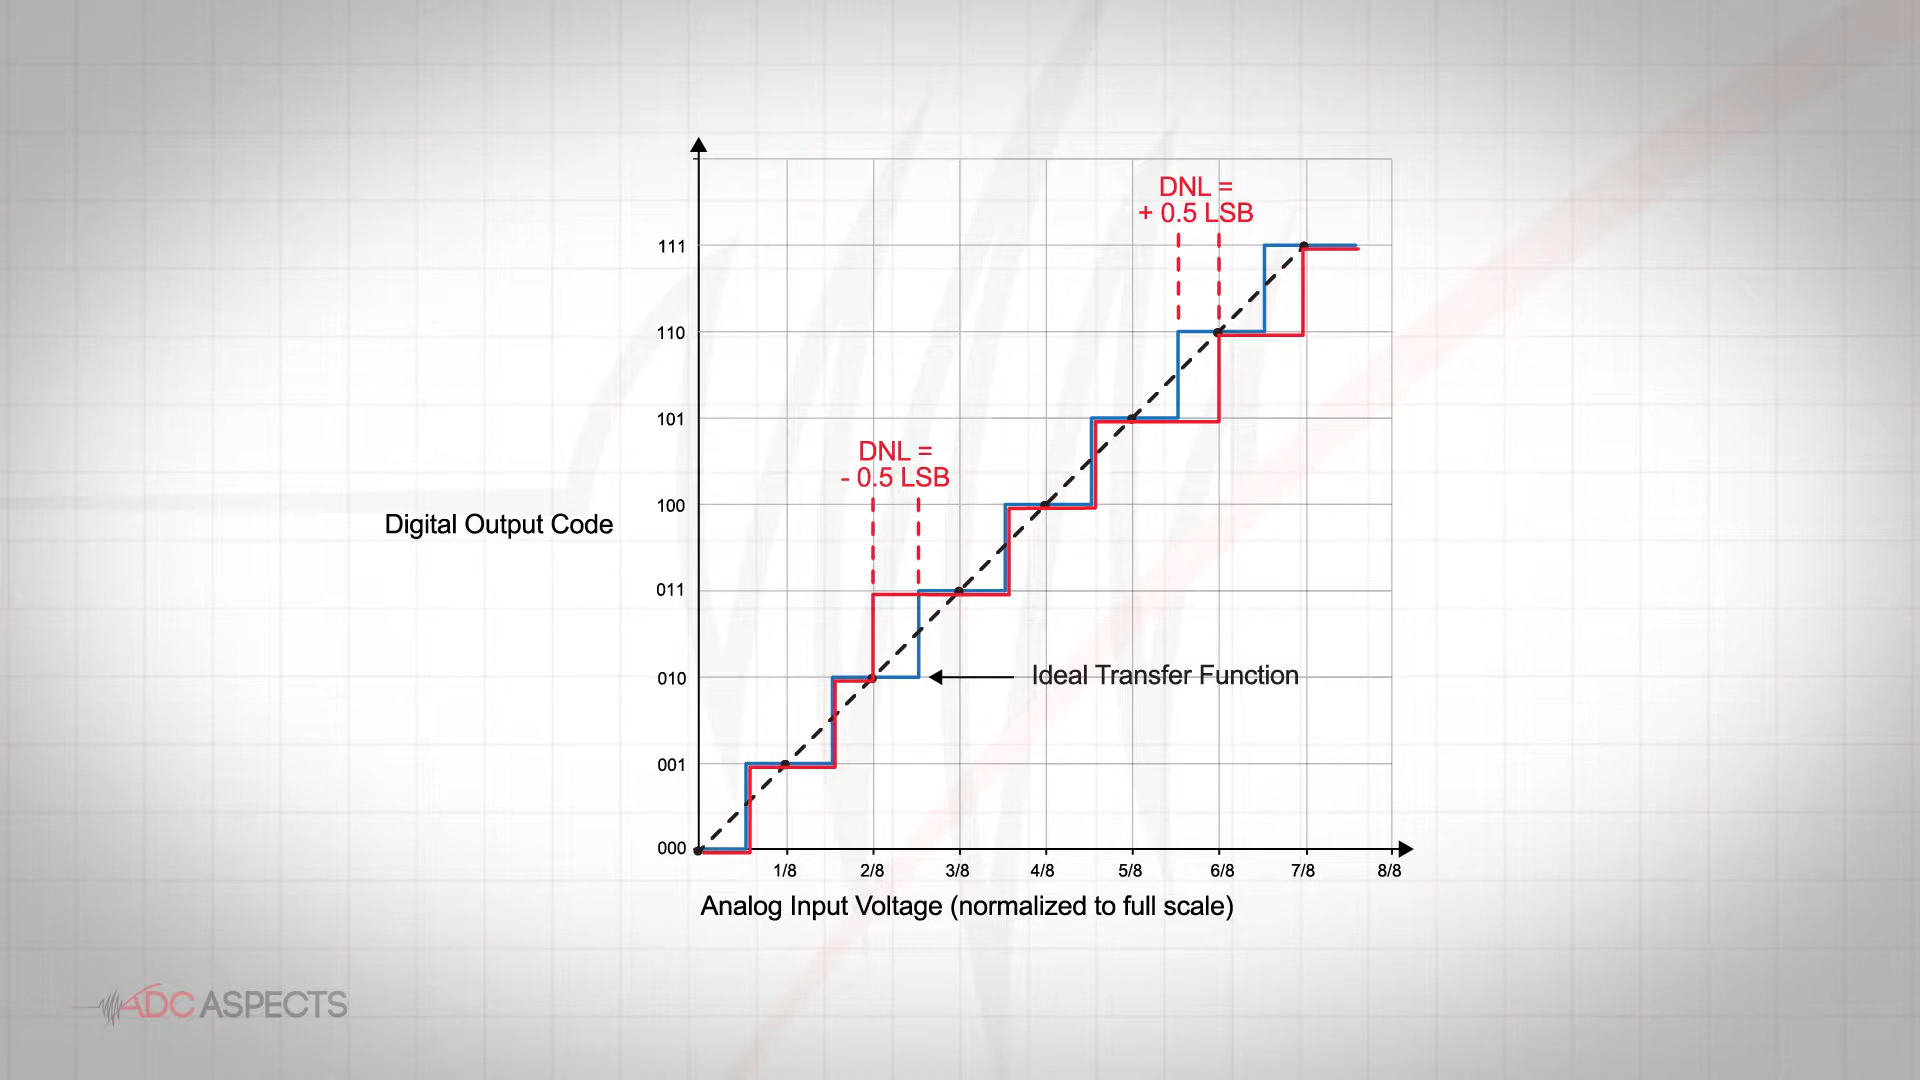 DNL =
+ 0.5 LSB
111
110
101
DNL =
- 0.5 LSB
100
Digital Output Code
011
010
Ideal Transfer Function
001
000
1/8 2/8 3/8 4/8 5/8 6/8 7/8 8/8
Analog Input Voltage (normalized to full scale)
ADC ASPECTS